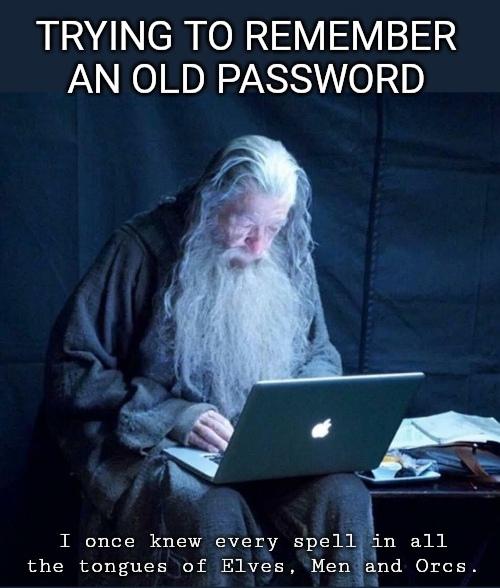 TRYING TO REMEMBER
AN OLD PASSWORD
I once knew every spell in all
the tongues of Elves, Men and Orcs.